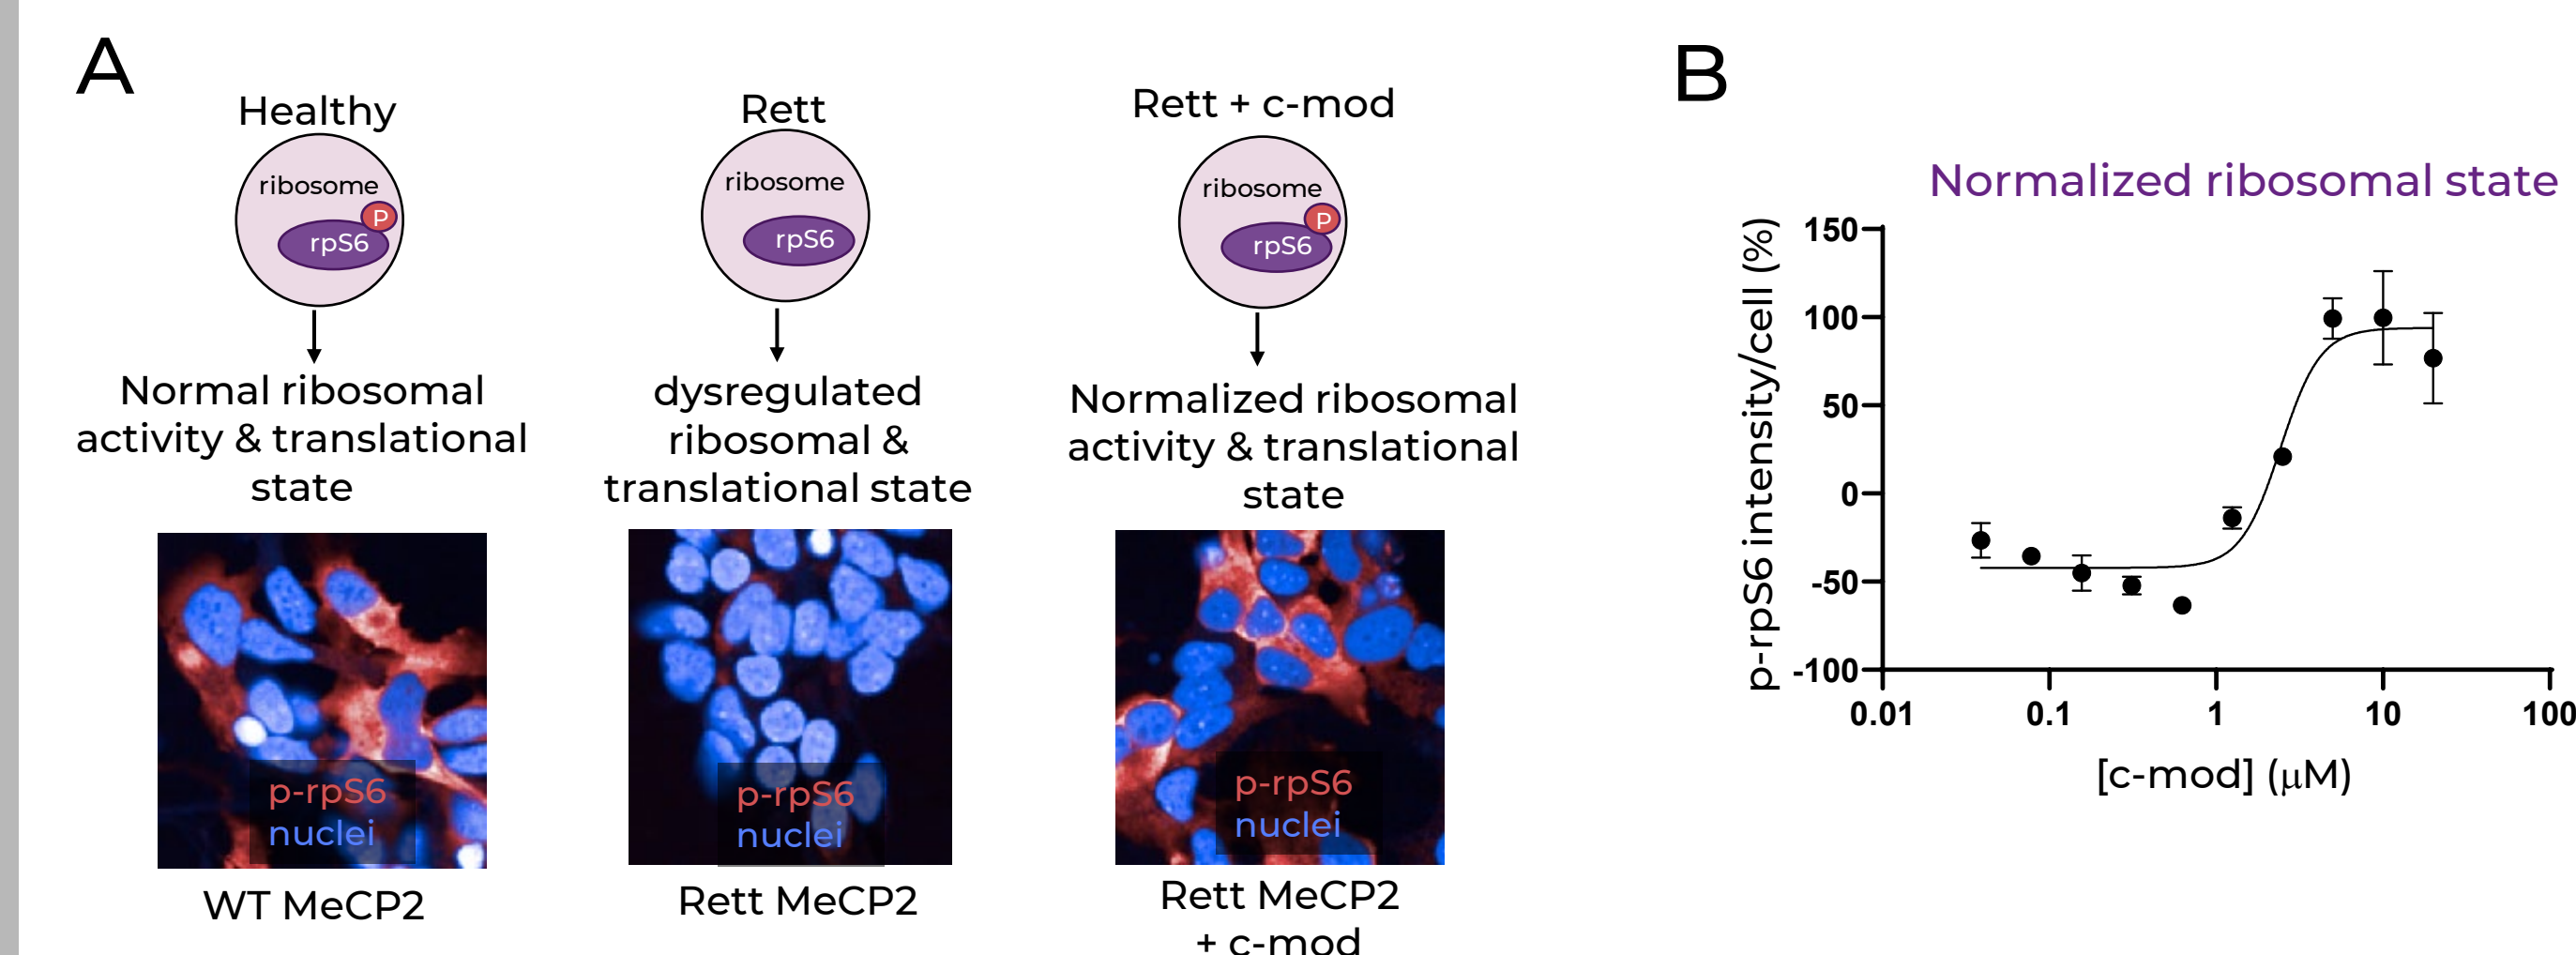 A
Healthy
ribosome
P
rpS6
Normal ribosomal
activity & translational
state
p-rpS6
nuclei
WT MeCP2
Rett
ribosome
rpS6
dysregulated
ribosomal &
translational state
p-rpS6
nuclei
Rett MeCP2
Rett + c-mod
ribosome
P
rpS6
Normalized ribosomal
activity & translational
state
p-rpS6
nuclei
Rett MeCP2
+ c-mod
B
Normalized ribosomal state
p-rpS6 intensity/cell (%)
150
100
50
0
-50
-100
0.01 0.1 1 10 100
[c-mod] (μM)